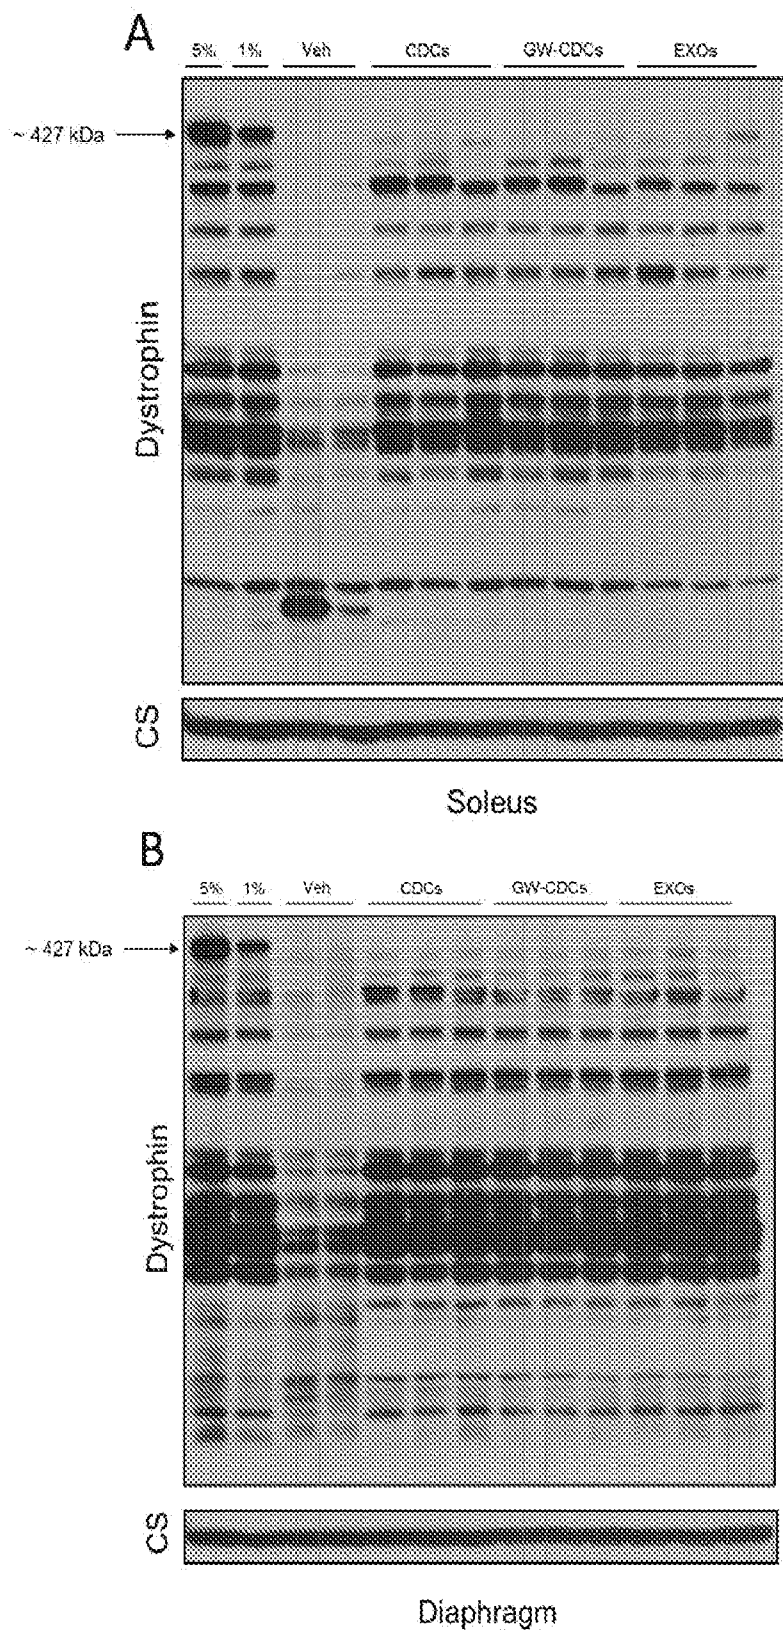 A
5% 1% Veh CDCs GW-CDCs EXOs
~ 427 kDa
Dystrophin
CS
Soleus
B
5% 1% Veh CDCs GW-CDCs EXOs
~ 427 kDa
Dystrophin
CS
Diaphragm